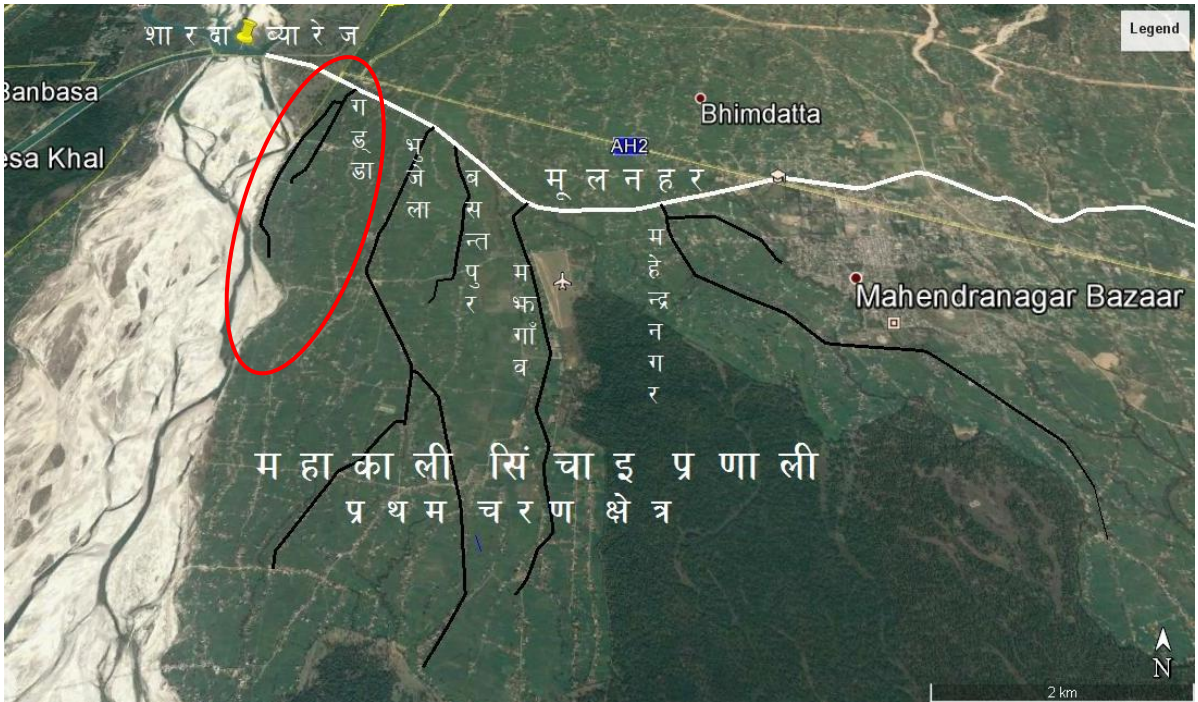 शारदा ब्यारेज
Legend
Banbasa
esa Khal
Bhimdatta
AH2
गड्डा
भुजेला
बसन्तपुर
मझगाँव
मूलनहर
महेन्द्रनगर
Mahendranagar Bazaar
महाकाली सिंचाइ प्रणाली
प्रथम चरण क्षेत्र
N
2 km